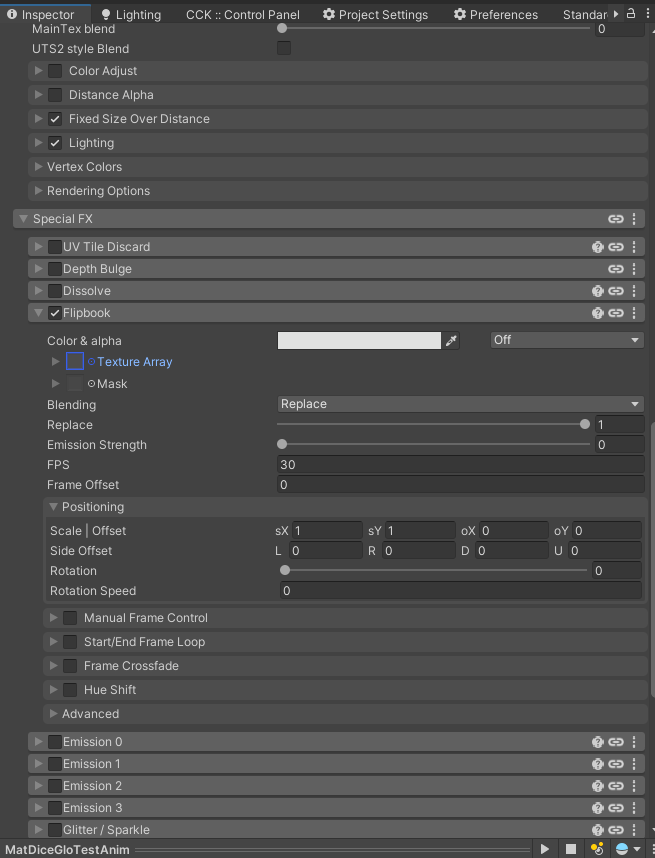 Inspector Lighting CCK :: Control Panel Project Settings Preferences Standar
MainTex blend 0
UTS2 style Blend
Color Adjust
Distance Alpha
Fixed Size Over Distance
Lighting
Vertex Colors
Rendering Options
Special FX
UV Tile Discard
Depth Bulge
Dissolve
Flipbook
Color & alpha Off
Texture Array
Mask
Blending Replace
Replace 1
Emission Strength 0
FPS 30
Frame Offset 0
Positioning
Scale | Offset sX 1 sY 1 oX 0 oY 0
Side Offset L 0 R 0 D 0 U 0
Rotation 0
Rotation Speed 0
Manual Frame Control
Start/End Frame Loop
Frame Crossfade
Hue Shift
Advanced
Emission 0
Emission 1
Emission 2
Emission 3
Glitter / Sparkle
MatDiceGloTestAnim